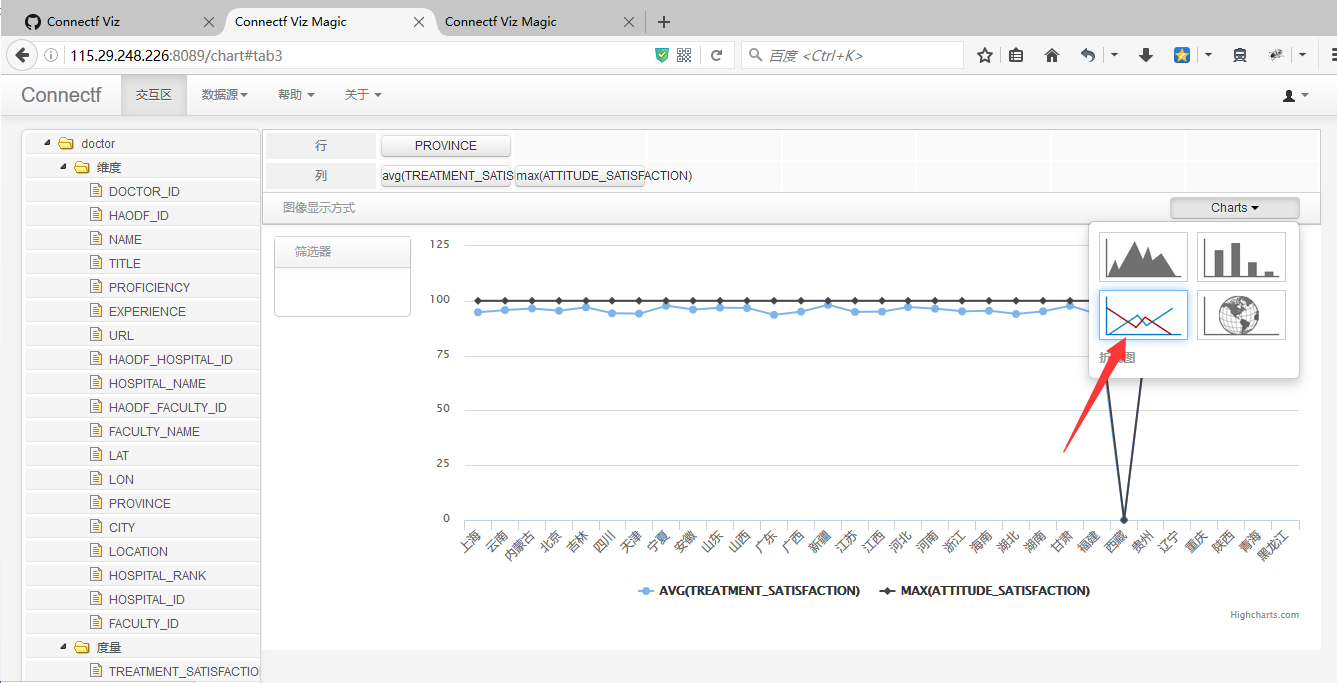 Connectf Viz
Connectf Viz Magic
Connectf Viz Magic
115.29.248.226:8089/chart#tab3
百度 <Ctrl+K>
Connectf 交互区 数据源 帮助 关于
doctor
维度
DOCTOR_ID
HAODF_ID
NAME
TITLE
PROFICIENCY
EXPERIENCE
URL
HAODF_HOSPITAL_ID
HOSPITAL_NAME
HAODF_FACULTY_ID
FACULTY_NAME
LAT
LON
PROVINCE
CITY
LOCATION
HOSPITAL_RANK
HOSPITAL_ID
FACULTY_ID
度量
TREATMENT_SATISFACTIO
行 PROVINCE
列 avg(TREATMENT_SATIS max(ATTITUDE_SATISFACTION)
图像显示方式 Charts
筛选器
125
100
75
50
25
0
上海 云南 内蒙古 北京 吉林 四川 天津 宁夏 安徽 山东 山西 广东 广西 新疆 江苏 江西 河北 河南 浙江 海南 湖北 湖南 甘肃 福建 西藏 贵州 辽宁 重庆 陕西 青海 黑龙江
AVG(TREATMENT_SATISFACTION) MAX(ATTITUDE_SATISFACTION)
Highcharts.com